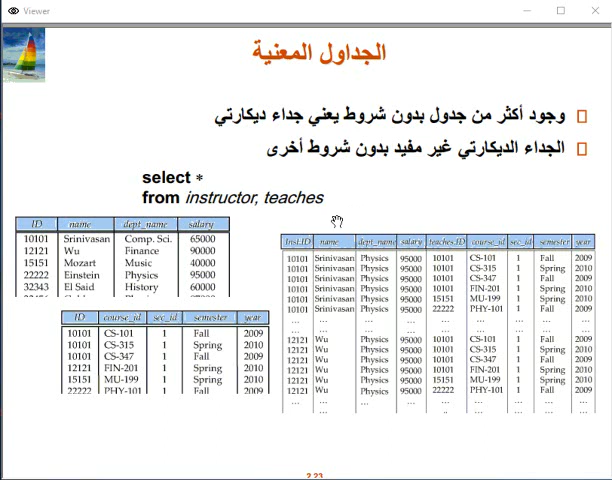 Viewer
الجداول المعنية
وجود أكثر من جدول بدون شروط يعني جداء ديكارتي
الجداء الديكارتي غير مفيد بدون شروط أخرى
select *
from instructor, teaches
ID name dept_name salary
10101 Srinivasan Comp. Sci. 65000
12121 Wu Finance 90000
15151 Mozart Music 40000
22222 Einstein Physics 95000
32343 El Said History 60000
ID course_id sec_id semester year
10101 CS-101 1 Fall 2009
10101 CS-315 1 Spring 2010
10101 CS-347 1 Fall 2009
12121 FIN-201 1 Spring 2010
15151 MU-199 1 Spring 2010
22222 PHY-101 1 Fall 2009
Inst.ID name dept_name salary teaches.ID course_id sec_id semester year
10101 Srinivasan Physics 95000 10101 CS-101 1 Fall 2009
10101 Srinivasan Physics 95000 10101 CS-315 1 Spring 2010
10101 Srinivasan Physics 95000 10101 CS-347 1 Fall 2009
10101 Srinivasan Physics 95000 10101 FIN-201 1 Spring 2010
10101 Srinivasan Physics 95000 15151 MU-199 1 Spring 2010
10101 Srinivasan Physics 95000 22222 PHY-101 1 Fall 2009
... ... ... ... ... ... ... ... ...
... ... ... ... ... ... ... ... ...
12121 Wu Physics 95000 10101 CS-101 1 Fall 2009
12121 Wu Physics 95000 10101 CS-315 1 Spring 2010
12121 Wu Physics 95000 10101 CS-347 1 Fall 2009
12121 Wu Physics 95000 10101 FIN-201 1 Spring 2010
12121 Wu Physics 95000 15151 MU-199 1 Spring 2010
12121 Wu Physics 95000 22222 PHY-101 1 Fall 2009
... ... ... ... ... ... ... ... ...
2.23